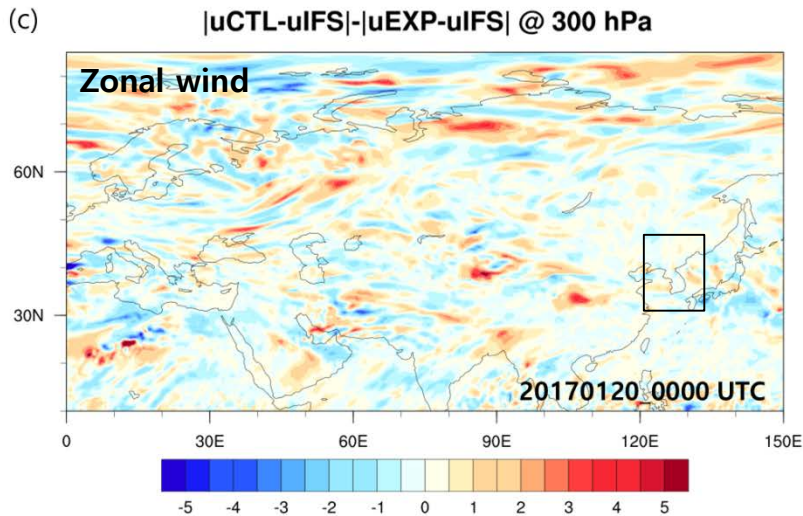 (c) |uCTL-uIFS|-|uEXP-uIFS| @ 300 hPa
Zonal wind
60N
30N
20170120_0000 UTC
0 30E 60E 90E 120E 150E
-5 -4 -3 -2 -1 0 1 2 3 4 5